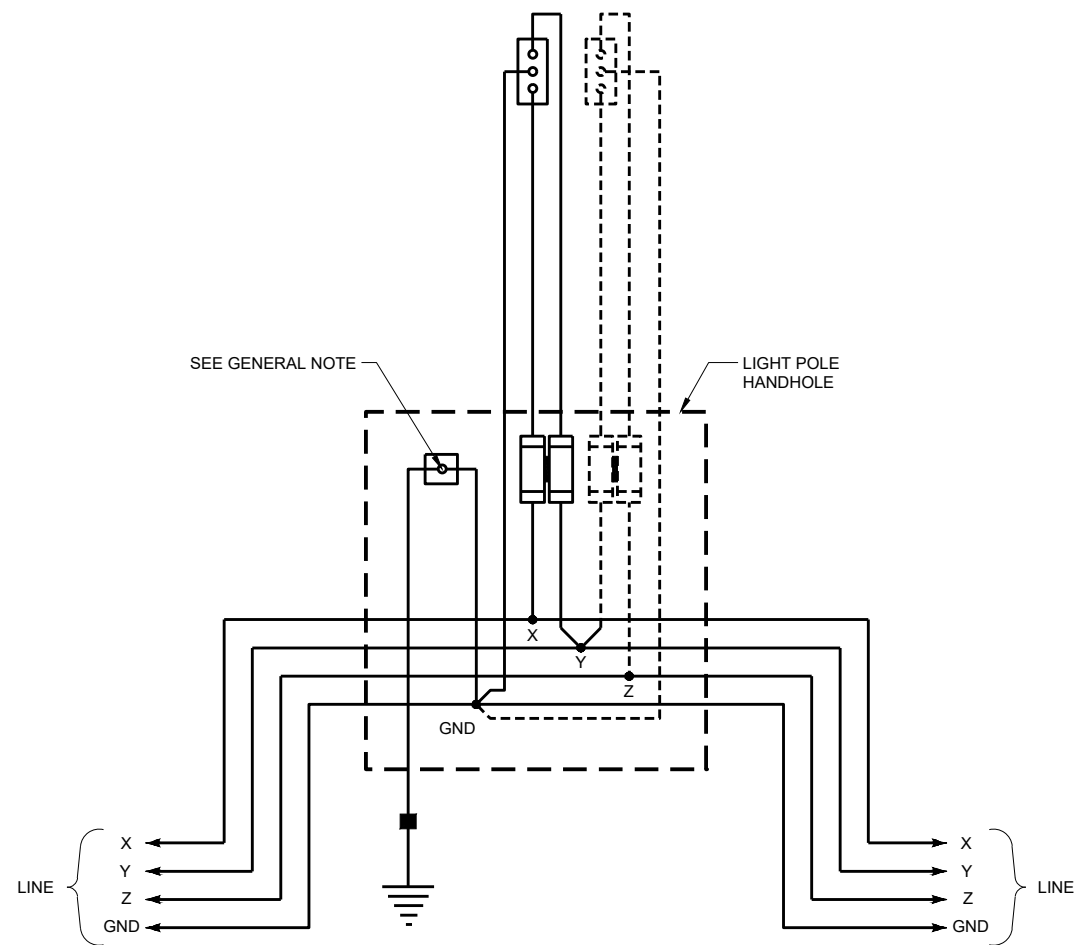 SEE GENERAL NOTE
LIGHT POLE
HANDHOLE
X
Y
Z
GND
LINE
X
Y
Z
GND
X
Y
Z
GND
LINE